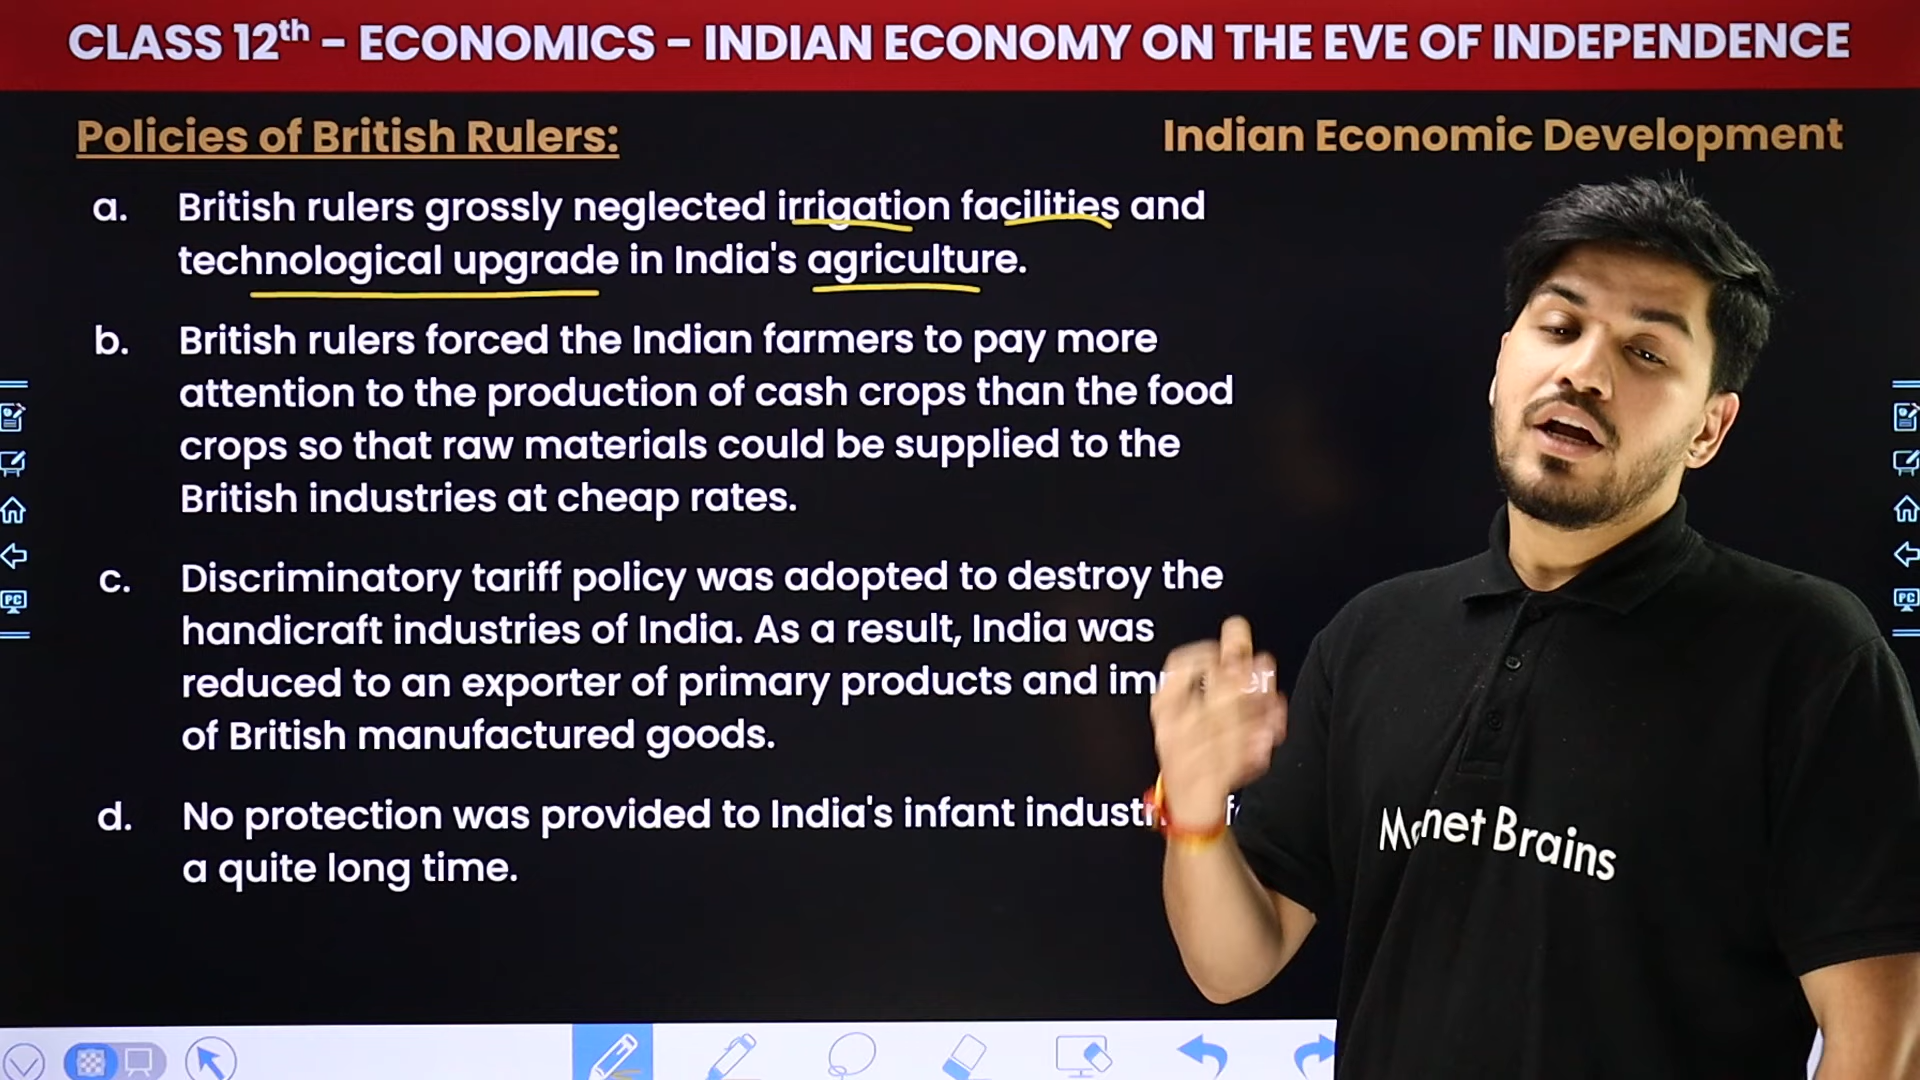 CLASS 12th - ECONOMICS - INDIAN ECONOMY ON THE EVE OF INDEPENDENCE
Policies of British Rulers:
Indian Economic Development
a. British rulers grossly neglected irrigation facilities and
technological upgrade in India's agriculture.
b. British rulers forced the Indian farmers to pay more
attention to the production of cash crops than the food
crops so that raw materials could be supplied to the
British industries at cheap rates.
c. Discriminatory tariff policy was adopted to destroy the
handicraft industries of India. As a result, India was
reduced to an exporter of primary products and
of British manufactured goods.
d. No protection was provided to India's infant
a quite long time.
Brains
PC
PC